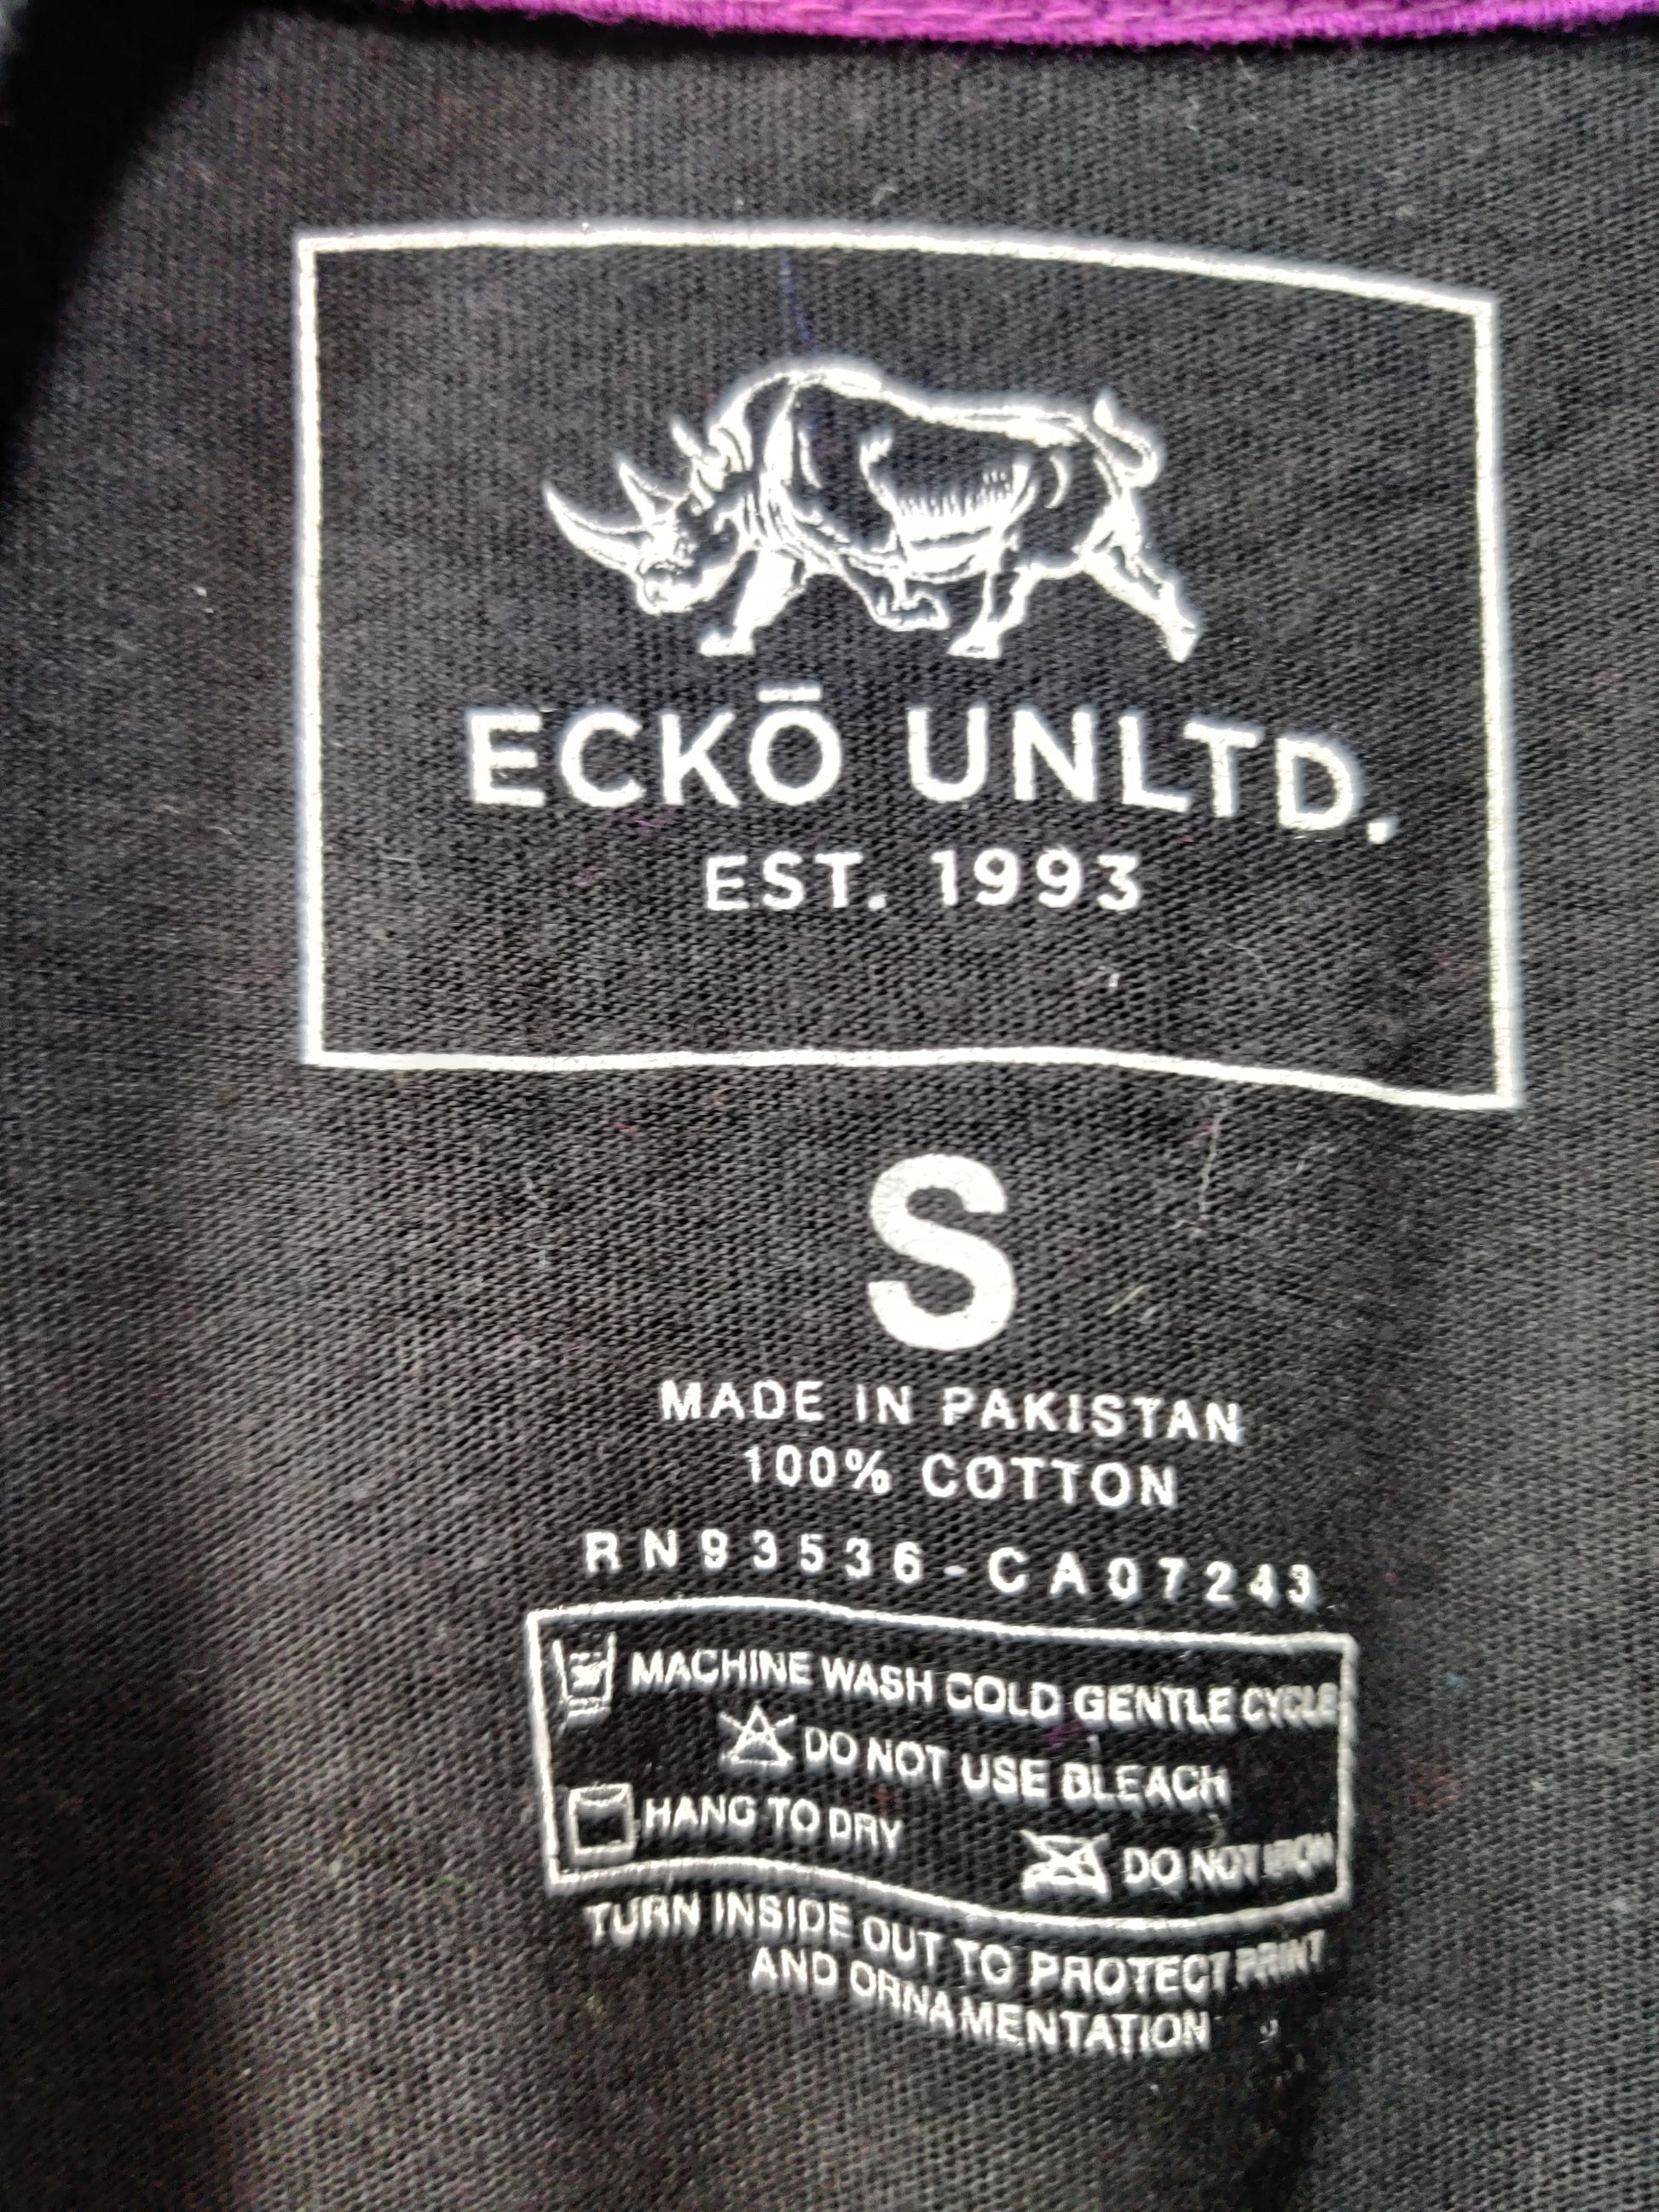 ECKŌ UNLTD.
EST. 1993
S
MADE IN PAKISTAN
100% COTTON
RN93536-CA07243
MACHINE WASH COLD GENTLE CYCLE
DO NOT USE BLEACH
HANG TO DRY DO NOT IRON
TURN INSIDE OUT TO PROTECT PRINT
AND ORNAMENTATION